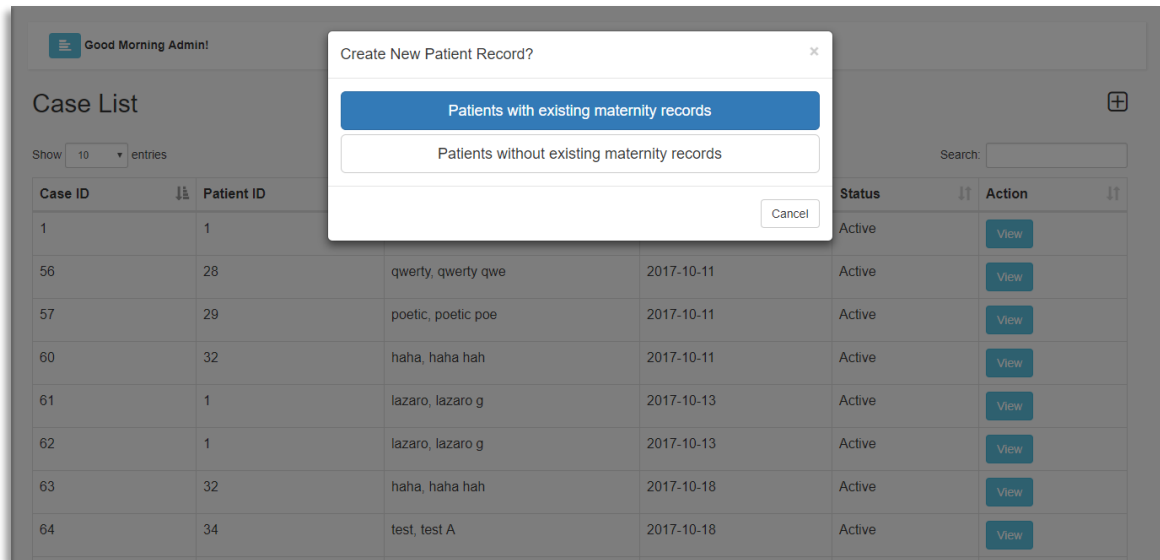 Good Morning Admin!
Create New Patient Record?
×
Patients with existing maternity records
Patients without existing maternity records
Cancel
Case List
Show 10 entries
Search:
Case ID Patient ID Status Action
1 1 Active View
56 28 qwerty, qwerty qwe 2017-10-11 Active View
57 29 poetic, poetic poe 2017-10-11 Active View
60 32 haha, haha hah 2017-10-11 Active View
61 1 lazaro, lazaro g 2017-10-13 Active View
62 1 lazaro, lazaro g 2017-10-13 Active View
63 32 haha, haha hah 2017-10-18 Active View
64 34 test, test A 2017-10-18 Active View